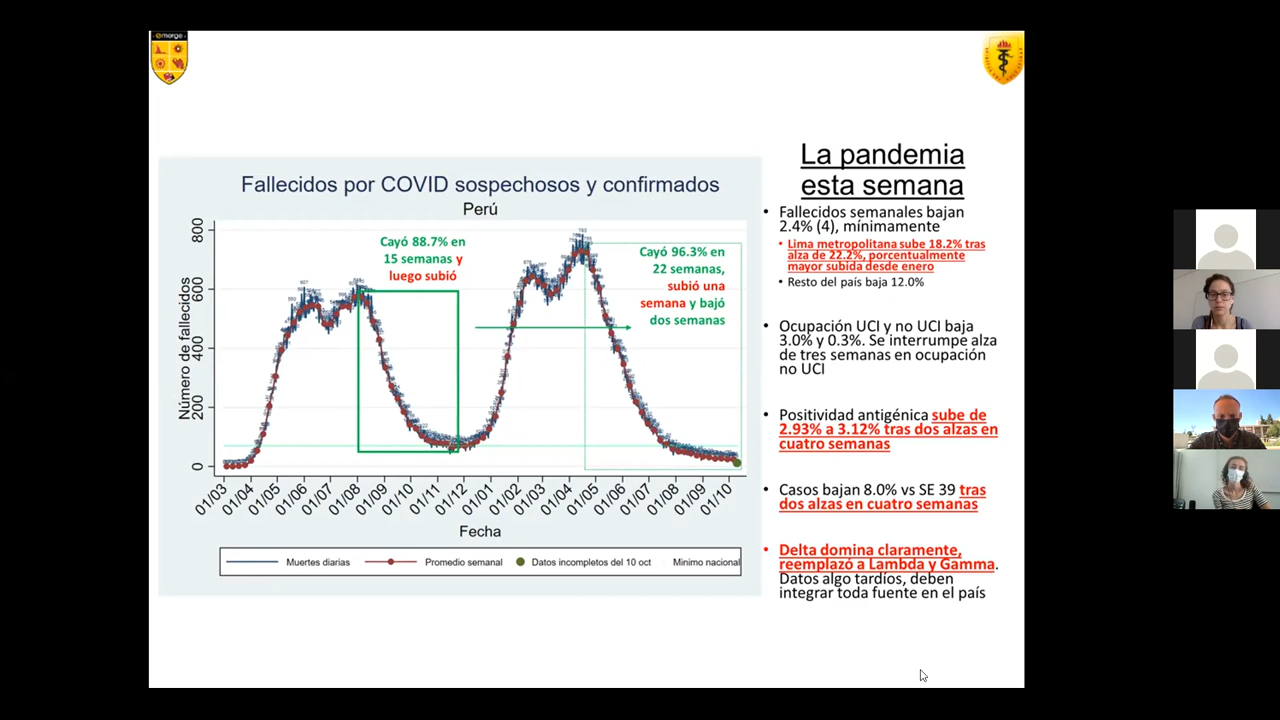 emorge
La pandemia
esta semana
Fallecidos por COVID sospechosos y confirmados
Perú
Número de fallecidos
800
600
400
200
0
Cayó 88.7% en
15 semanas y
luego subió
Cayó 96.3% en
22 semanas,
subió una
semana y bajó
dos semanas
01/03
01/04
01/05
01/06
01/07
01/08
01/09
01/10
01/11
01/12
01/01
01/02
01/03
01/04
01/05
01/06
01/07
01/08
01/09
01/10
Fecha
Muertes diarias
Promedio semanal
Datos incompletos del 10 oct
Minimo nacional
• Fallecidos semanales bajan
2.4% (4), mínimamente
• Lima metropolitana sube 18.2% tras
alza de 22.2%, porcentualmente
mayor subida desde enero
• Resto del país baja 12.0%
• Ocupación UCI y no UCI baja
3.0% y 0.3%. Se interrumpe alza
de tres semanas en ocupación
no UCI
• Positividad antigénica sube de
2.93% a 3.12% tras dos alzas en
cuatro semanas
• Casos bajan 8.0% vs SE 39 tras
dos alzas en cuatro semanas
• Delta domina claramente,
reemplazó a Lambda y Gamma.
Datos algo tardíos, deben
integrar toda fuente en el país